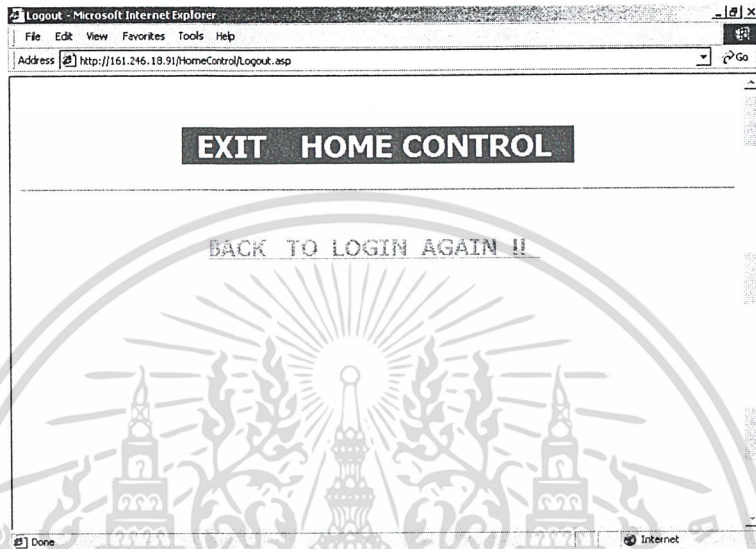 Logout - Microsoft Internet Explorer
File Edit View Favorites Tools Help
Address http://161.246.18.91/HomeControl/Logout.asp Go
EXIT HOME CONTROL
BACK TO LOGIN AGAIN !!
Done Internet